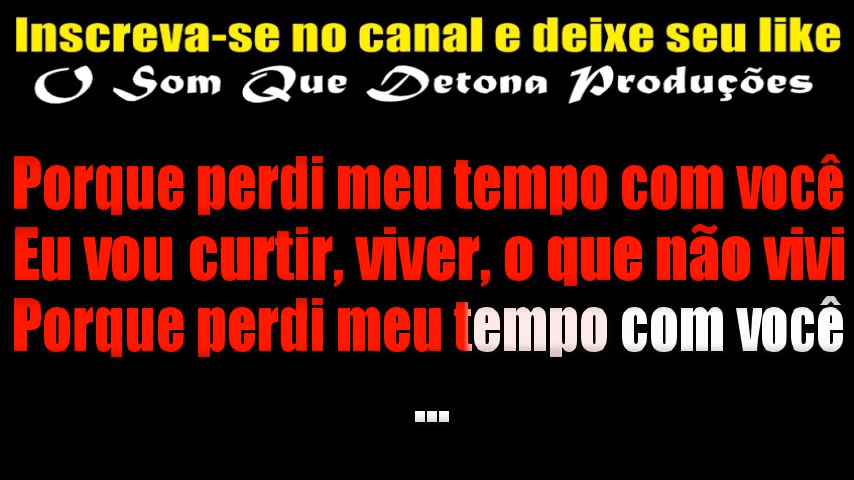 Inscreva-se no canal e deixe seu like
O Som Que Detona Produções
Porque perdi meu tempo com você
Eu vou curtir, viver, o que não vivi
Porque perdi meu tempo com você
...